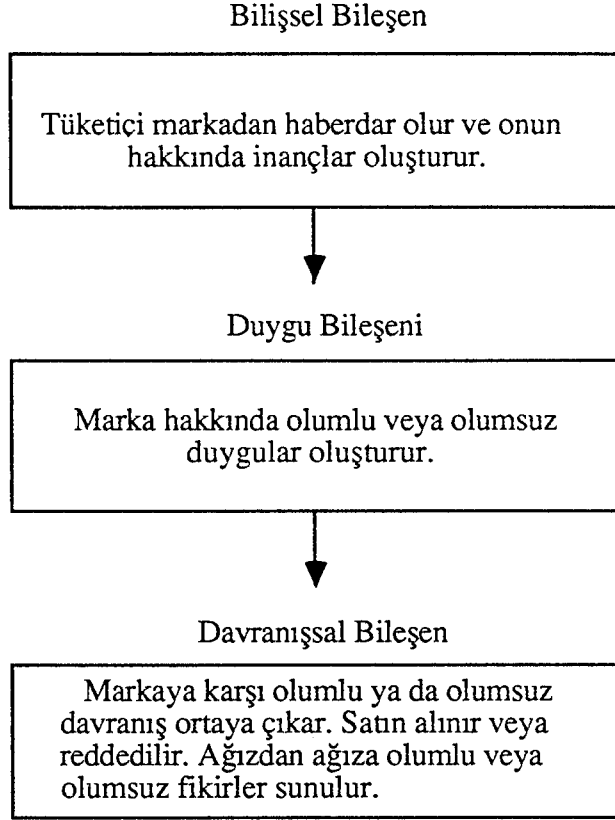 Bilişsel Bileşen
Tüketiçi markadan haberdar olur ve onun
hakkında inançlar oluşturur.
Duygu Bileşeni
Marka hakkında olumlu veya olumsuz
duygular oluşturur.
Davranışsal Bileşen
Markaya karşı olumlu ya da olumsuz
davranış ortaya çıkar. Satın alınır veya
reddedilir. Ağızdan ağıza olumlu veya
olumsuz fikirler sunulur.